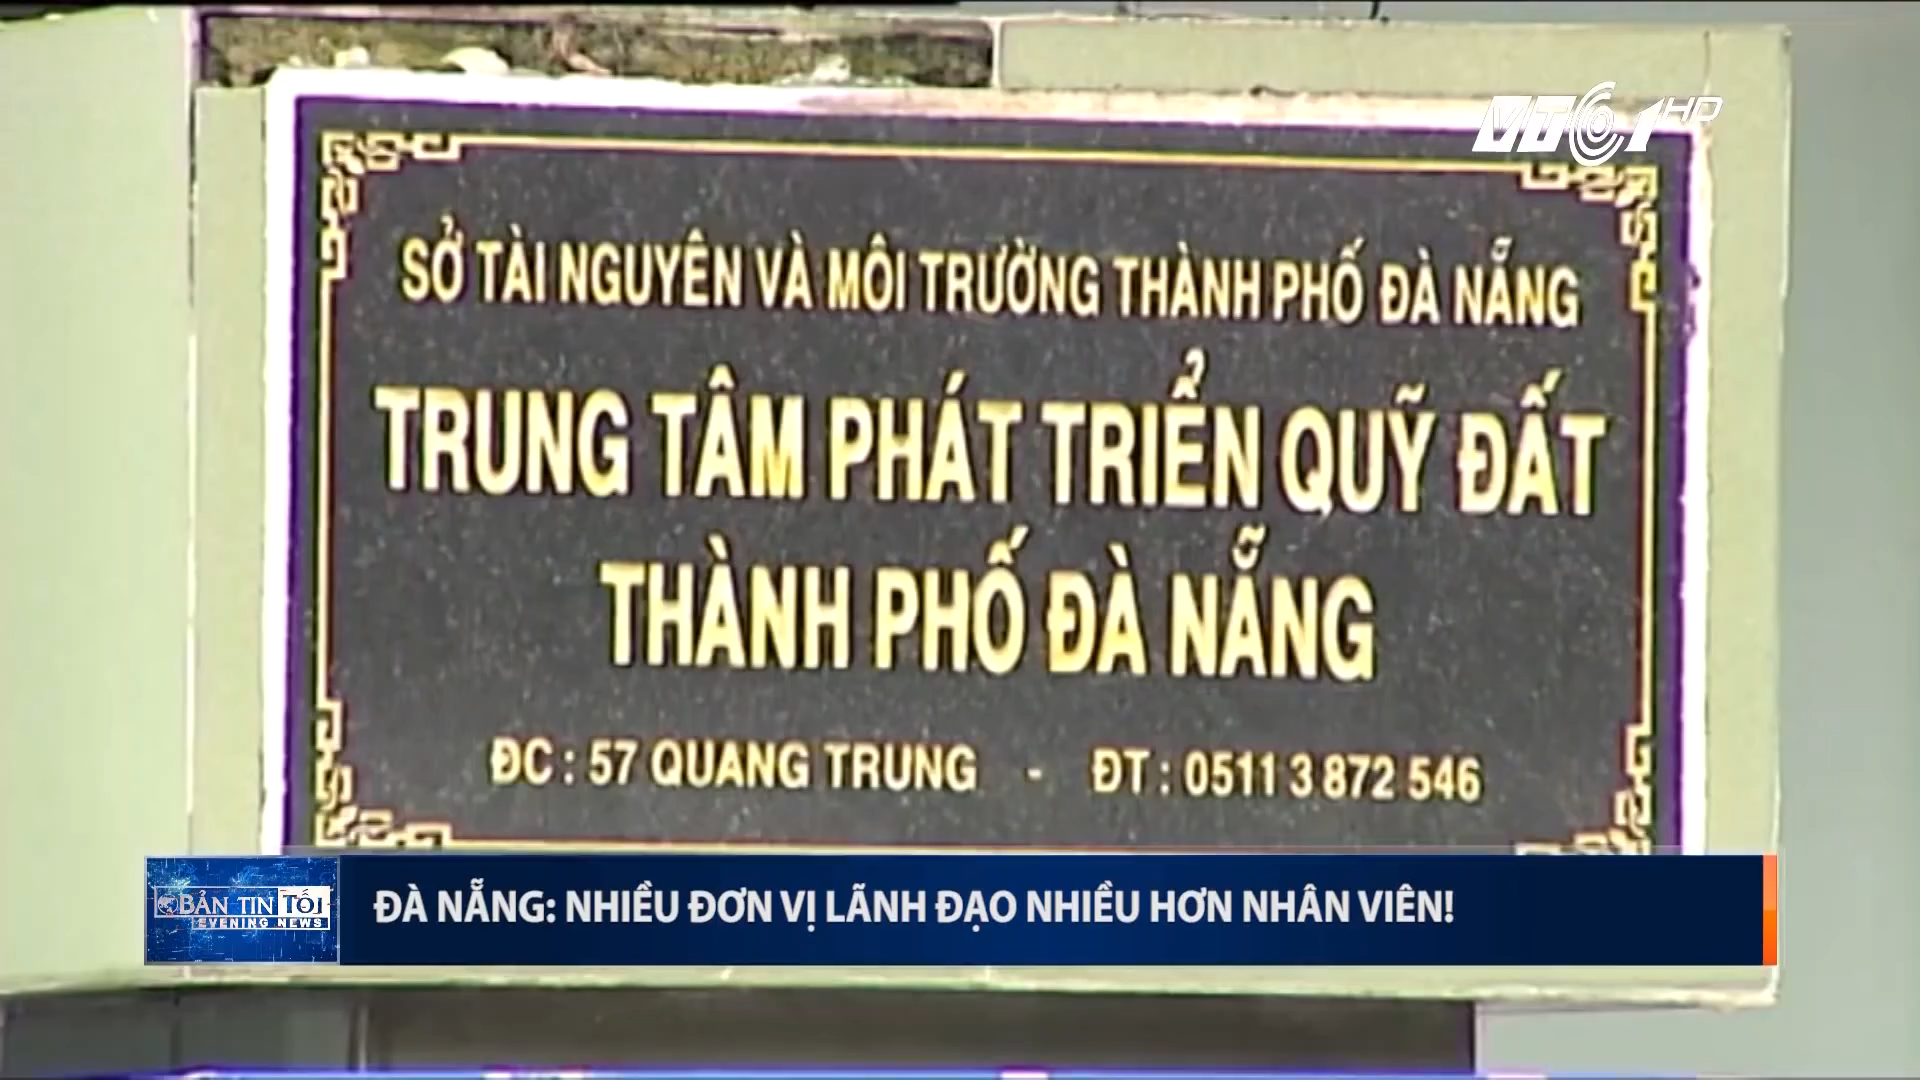 VTC1 HD
SỞ TÀI NGUYÊN VÀ MÔI TRƯỜNG THÀNH PHỐ ĐÀ NẴNG
TRUNG TÂM PHÁT TRIỂN QUỸ ĐẤT
THÀNH PHỐ ĐÀ NẴNG
ĐC : 57 QUANG TRUNG - ĐT : 0511 3 872 546
BẢN TIN TỐI
EVENING NEWS
ĐÀ NẴNG: NHIỀU ĐƠN VỊ LÃNH ĐẠO NHIỀU HƠN NHÂN VIÊN!